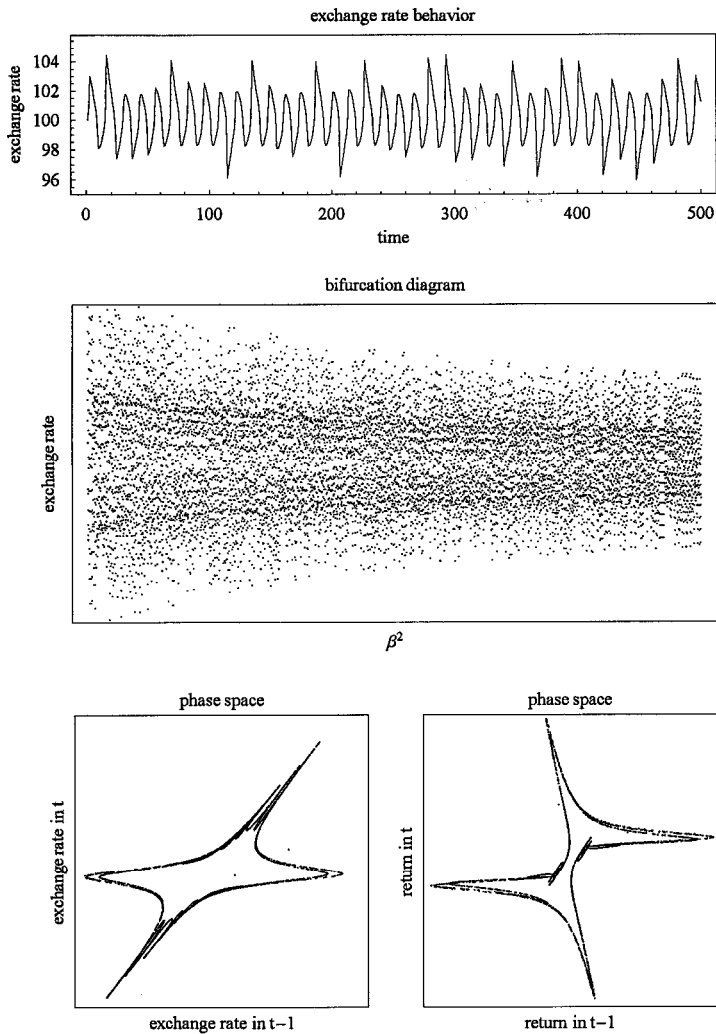 exchange rate behavior
exchange rate
104
102
100
98
96
0
100
200
300
400
500
time
bifurcation diagram
exchange rate
β²
phase space
exchange rate in t
exchange rate in t−1
phase space
return in t
return in t−1